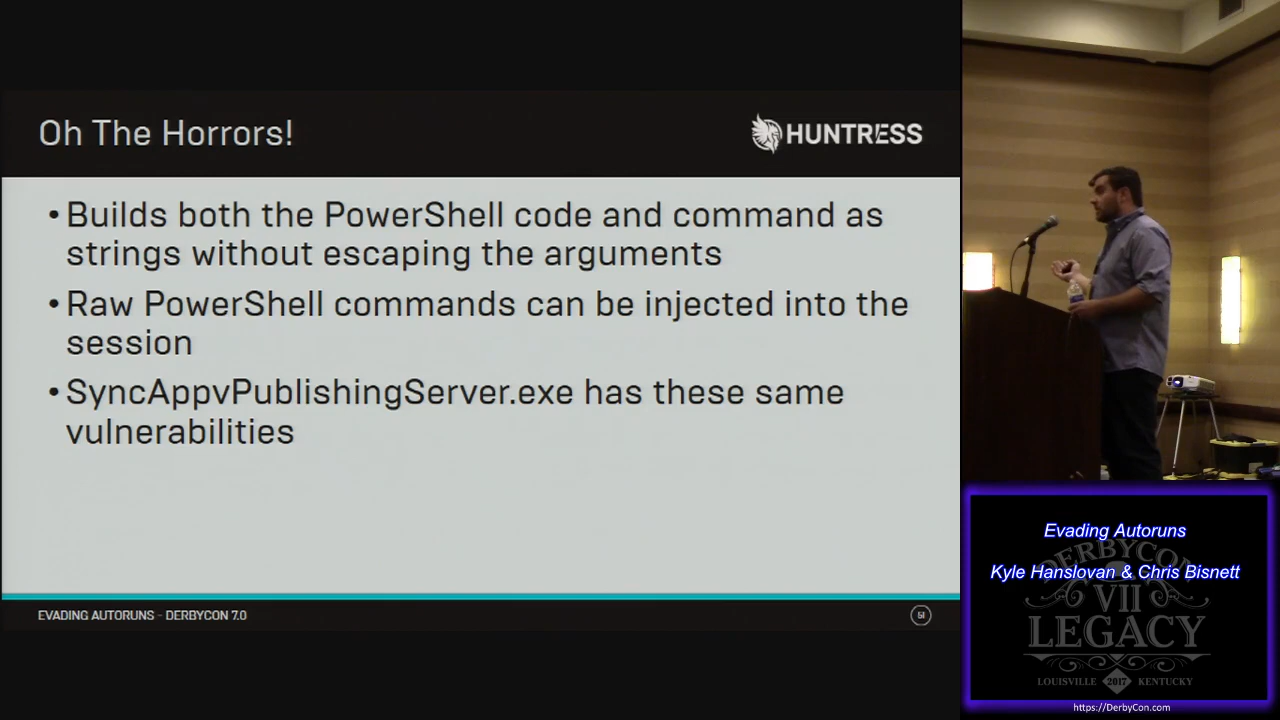 Oh The Horrors!
HUNTRESS
• Builds both the PowerShell code and command as
strings without escaping the arguments
• Raw PowerShell commands can be injected into the
session
• SyncAppvPublishingServer.exe has these same
vulnerabilities
EVADING AUTORUNS - DERBYCON 7.0
51
Evading Autoruns
Kyle Hanslovan & Chris Bisnett
DERBYCON
VII
LEGACY
LOUISVILLE 2017 KENTUCKY
https://DerbyCon.com